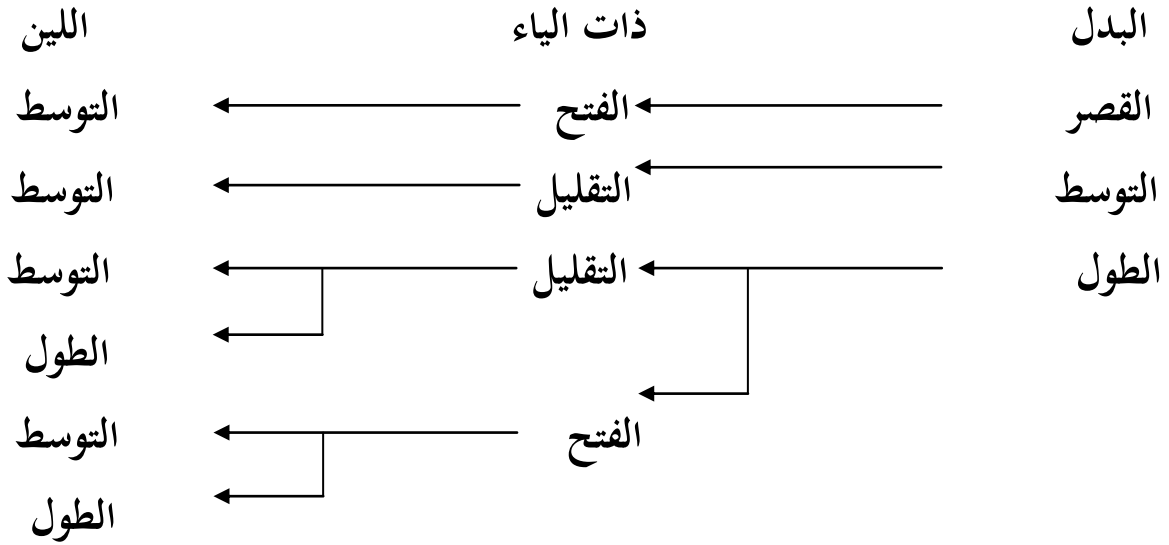 البدل ذات الياء اللين
القصر الفتح التوسط
التوسط التقليل التوسط
الطول التقليل التوسط
الطول
الفتح التوسط
الطول